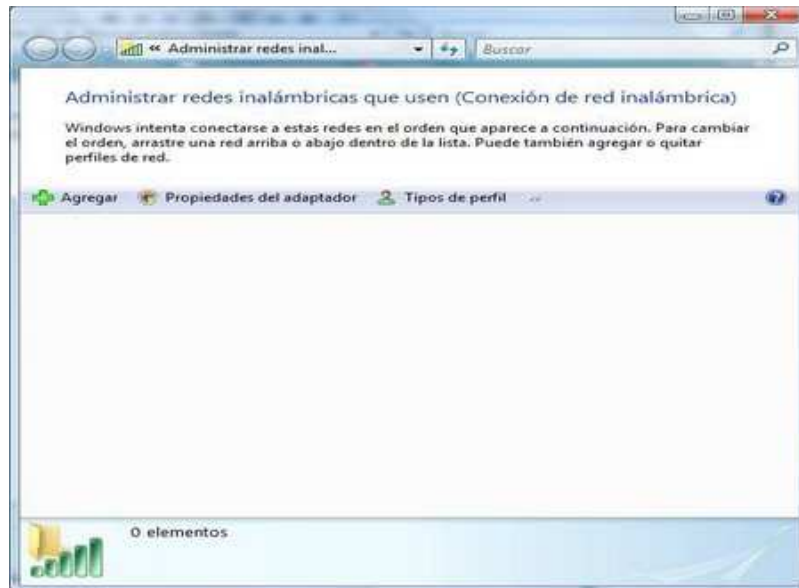 « Administrar redes inal...
Buscar
Administrar redes inalámbricas que usen (Conexión de red inalámbrica)
Windows intenta conectarse a estas redes en el orden que aparece a continuación. Para cambiar
el orden, arrastre una red arriba o abajo dentro de la lista. Puede también agregar o quitar
perfiles de red.
Agregar Propiedades del adaptador Tipos de perfil »
0 elementos